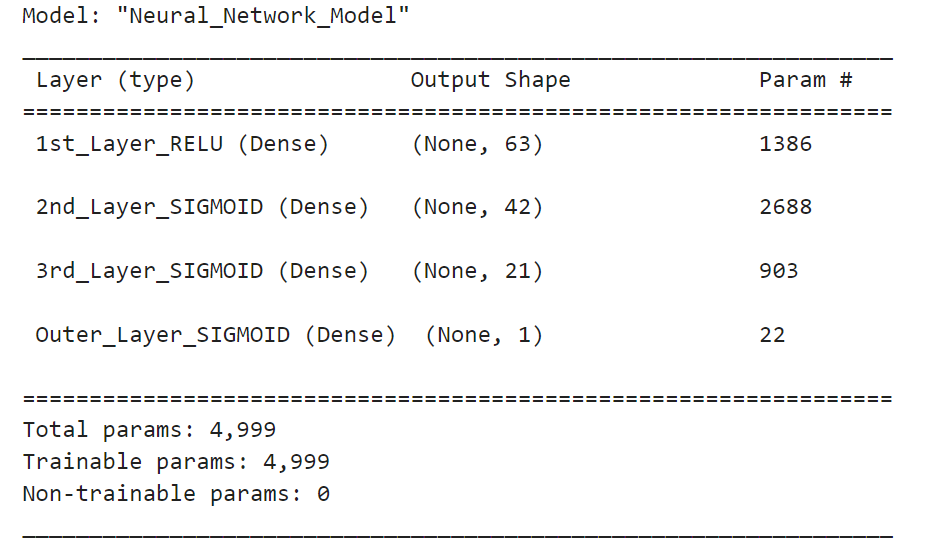 Model: "Neural_Network_Model"
_________________________________________________________________
Layer (type) Output Shape Param #
=================================================================
1st_Layer_RELU (Dense) (None, 63) 1386
2nd_Layer_SIGMOID (Dense) (None, 42) 2688
3rd_Layer_SIGMOID (Dense) (None, 21) 903
Outer_Layer_SIGMOID (Dense) (None, 1) 22
=================================================================
Total params: 4,999
Trainable params: 4,999
Non-trainable params: 0
_________________________________________________________________